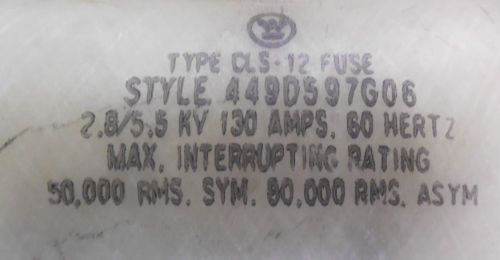 TYPE CLS-12 FUSE
STYLE 449D597G06
2.8/5.5 KV 130 AMPS. 60 HERTZ
MAX. INTERRUPTING RATING
50,000 RMS. SYM. 80,000 RMS. ASYM